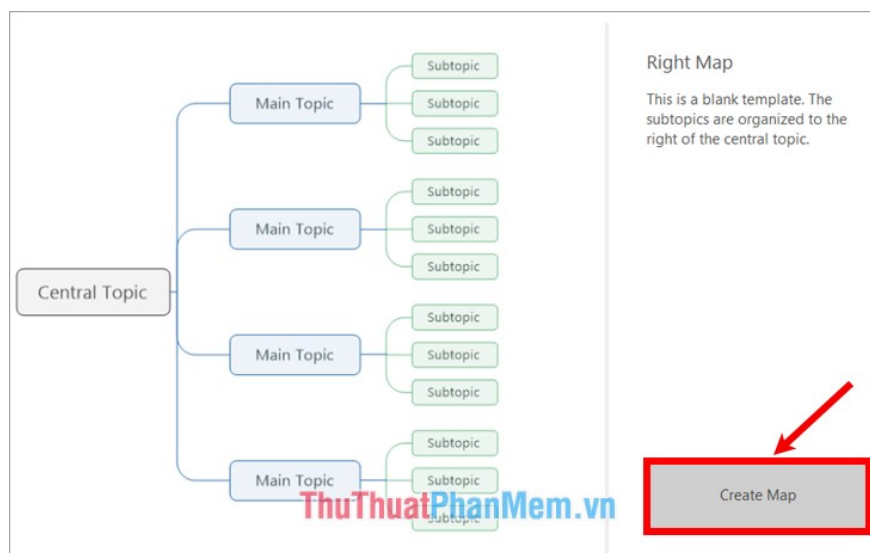 Subtopic
Main Topic
Subtopic
Subtopic
Subtopic
Main Topic
Subtopic
Subtopic
Central Topic
Subtopic
Main Topic
Subtopic
Subtopic
Subtopic
Main Topic
Subtopic
Subtopic
ThuThuatPhanMem.vn
Right Map
This is a blank template. The
subtopics are organized to the
right of the central topic.
Create Map